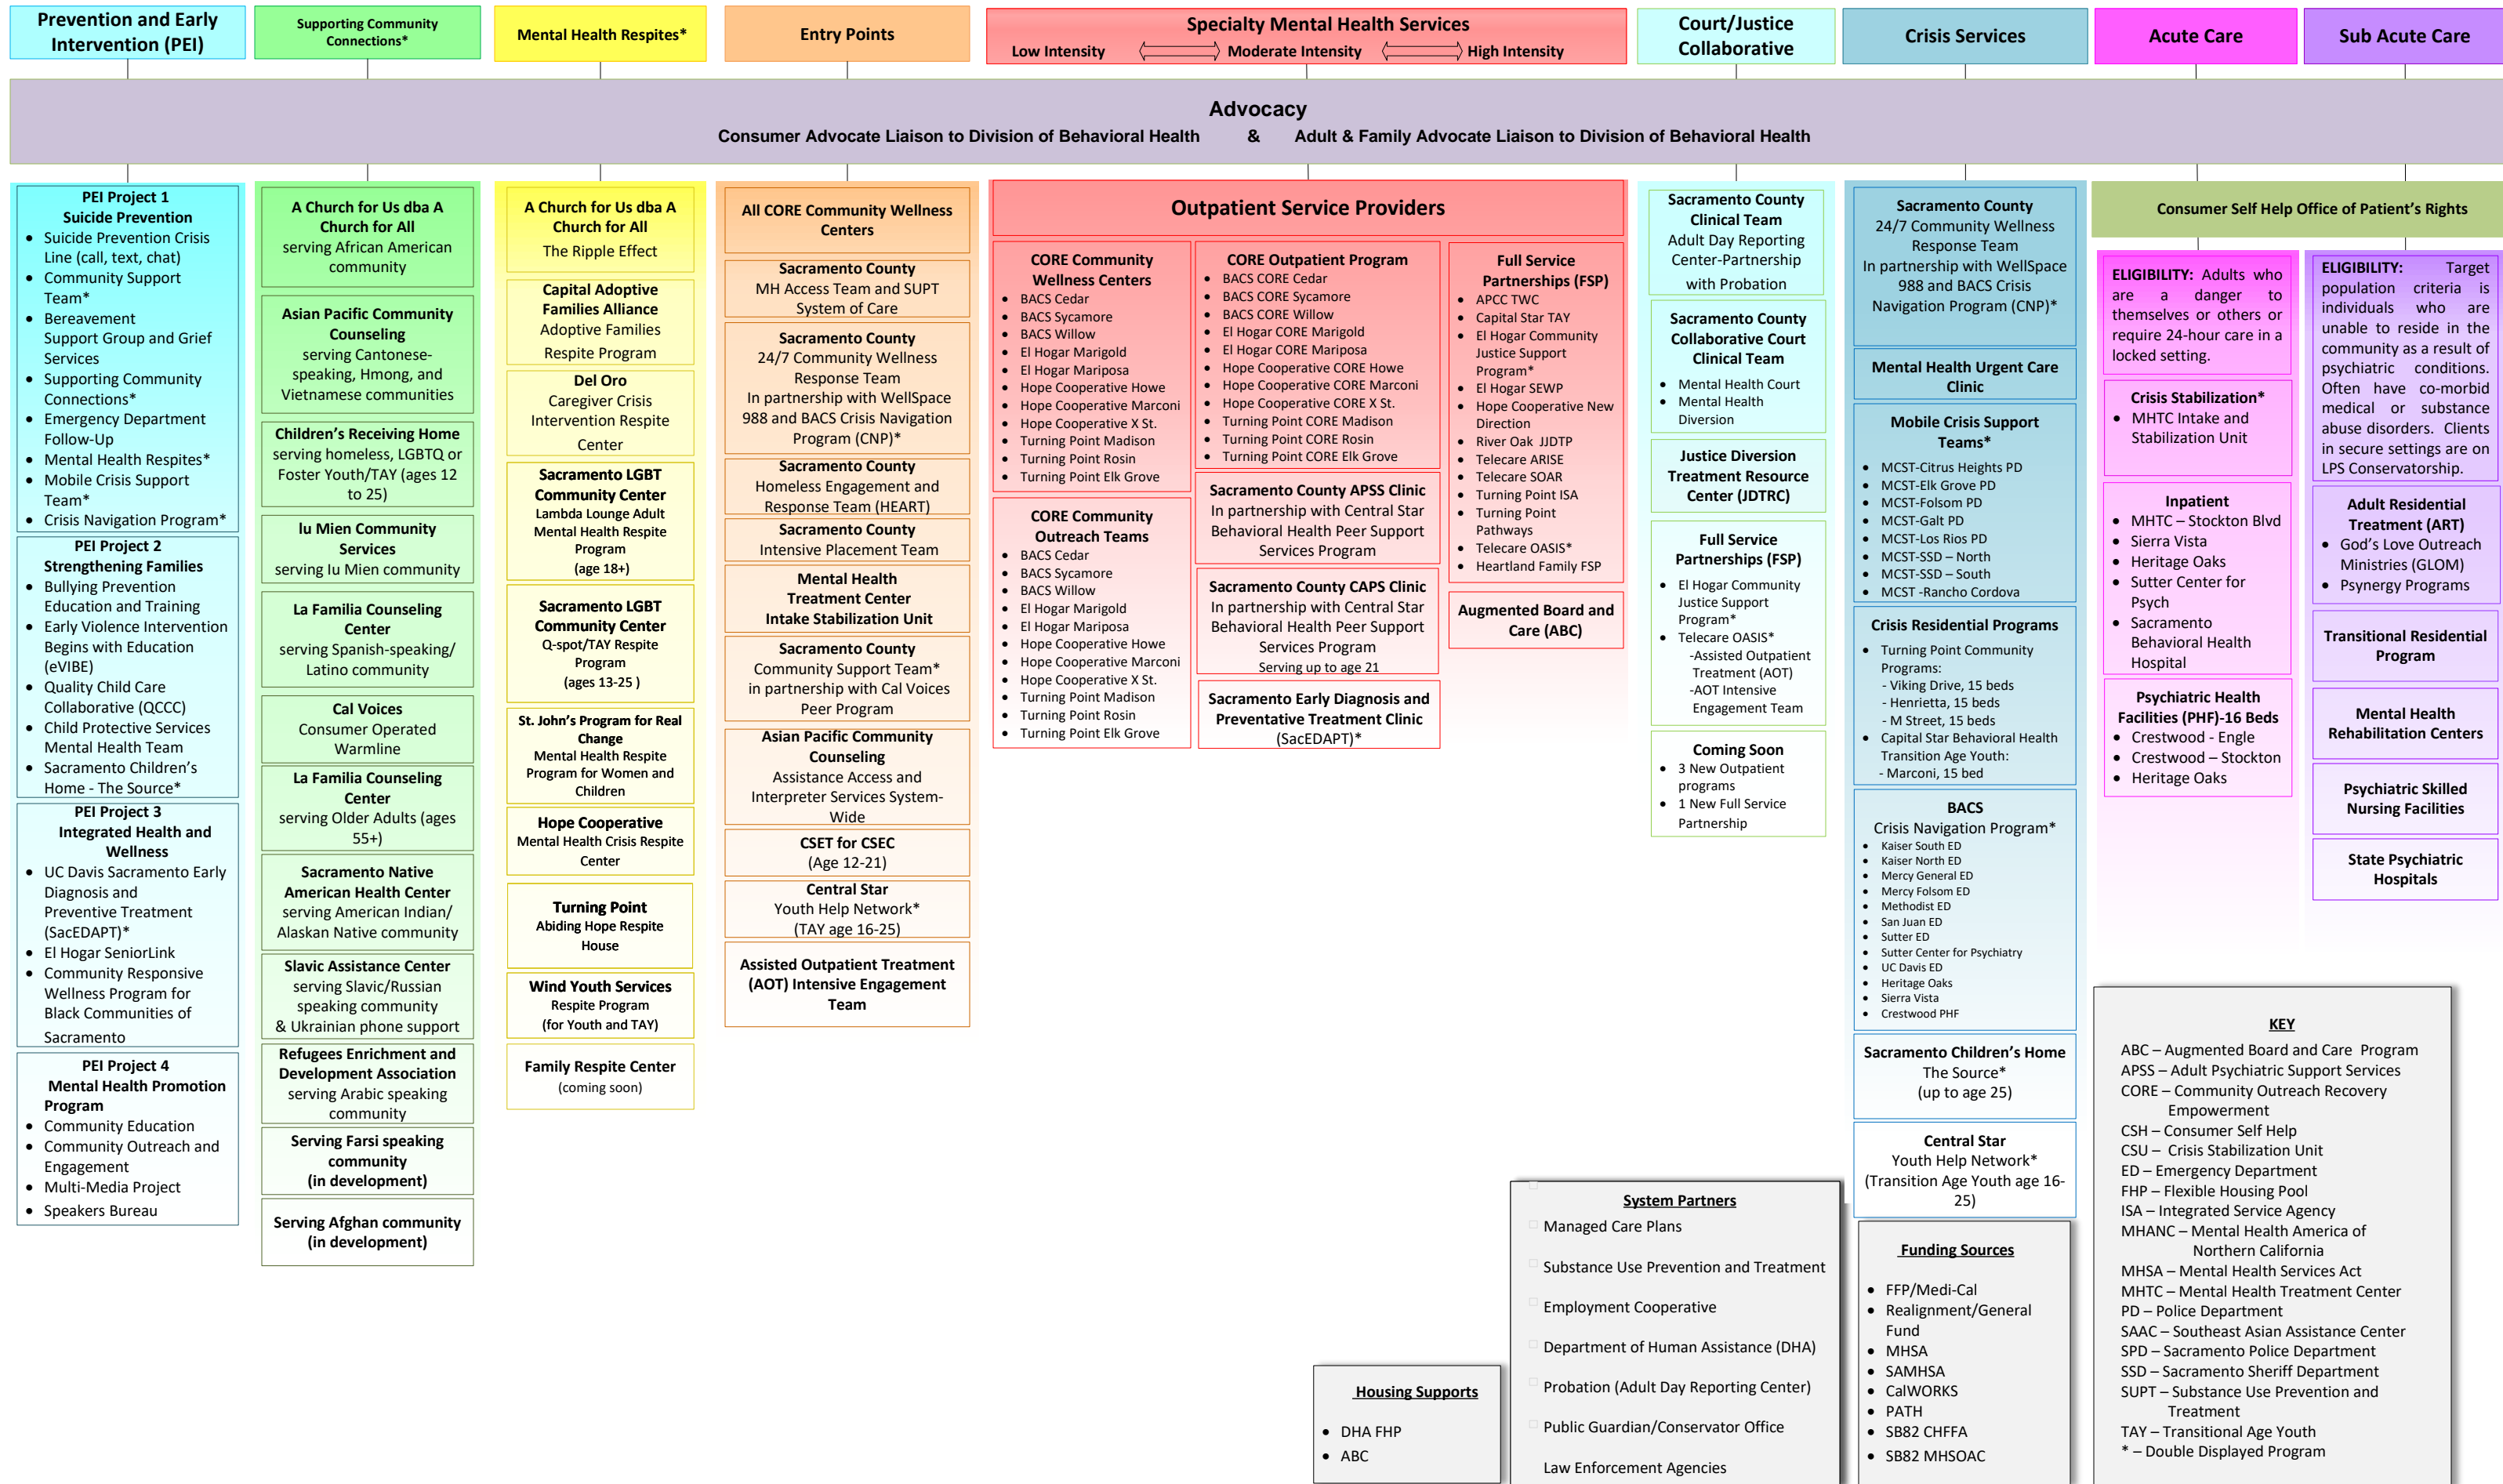 Prevention and Early
Intervention (PEI)
Supporting Community
Connections*
Mental Health Respites*
Entry Points
Specialty Mental Health Services
Low Intensity Moderate Intensity High Intensity
Court/Justice
Collaborative
Crisis Services
Acute Care
Sub Acute Care
Advocacy
Consumer Advocate Liaison to Division of Behavioral Health & Adult & Family Advocate Liaison to Division of Behavioral Health
PEI Project 1
Suicide Prevention
• Suicide Prevention Crisis
Line (call, text, chat)
• Community Support
Team*
• Bereavement
Support Group and Grief
Services
• Supporting Community
Connections*
• Emergency Department
Follow-Up
• Mental Health Respites*
• Mobile Crisis Support
Team*
• Crisis Navigation Program*
PEI Project 2
Strengthening Families
• Bullying Prevention
Education and Training
• Early Violence Intervention
Begins with Education
(eVIBE)
• Quality Child Care
Collaborative (QCCC)
• Child Protective Services
Mental Health Team
• Sacramento Children's
Home - The Source*
PEI Project 3
Integrated Health and
Wellness
• UC Davis Sacramento Early
Diagnosis and
Preventive Treatment
(SacEDAPT)*
• El Hogar SeniorLink
• Community Responsive
Wellness Program for
Black Communities of
Sacramento
PEI Project 4
Mental Health Promotion
Program
• Community Education
• Community Outreach and
Engagement
• Multi-Media Project
• Speakers Bureau
A Church for Us dba A
Church for All
serving African American
community
Asian Pacific Community
Counseling
serving Cantonese-
speaking, Hmong, and
Vietnamese communities
Children's Receiving Home
serving homeless, LGBTQ or
Foster Youth/TAY (ages 12
to 25)
Iu Mien Community
Services
serving Iu Mien community
La Familia Counseling
Center
serving Spanish-speaking/
Latino community
Cal Voices
Consumer Operated
Warmline
La Familia Counseling
Center
serving Older Adults (ages
55+)
Sacramento Native
American Health Center
serving American Indian/
Alaskan Native community
Slavic Assistance Center
serving Slavic/Russian
speaking community
& Ukrainian phone support
Refugees Enrichment and
Development Association
serving Arabic speaking
community
Serving Farsi speaking
community
(in development)
Serving Afghan community
(in development)
A Church for Us dba A
Church for All
The Ripple Effect
Capital Adoptive
Families Alliance
Adoptive Families
Respite Program
Del Oro
Caregiver Crisis
Intervention Respite
Center
Sacramento LGBT
Community Center
Lambda Lounge Adult
Mental Health Respite
Program
(age 18+)
Sacramento LGBT
Community Center
Q-spot/TAY Respite
Program
(ages 13-25 )
St. John's Program for Real
Change
Mental Health Respite
Program for Women and
Children
Hope Cooperative
Mental Health Crisis Respite
Center
Turning Point
Abiding Hope Respite
House
Wind Youth Services
Respite Program
(for Youth and TAY)
Family Respite Center
(coming soon)
All CORE Community Wellness
Centers
Sacramento County
MH Access Team and SUPT
System of Care
Sacramento County
24/7 Community Wellness
Response Team
In partnership with WellSpace
988 and BACS Crisis Navigation
Program (CNP)*
Sacramento County
Homeless Engagement and
Response Team (HEART)
Sacramento County
Intensive Placement Team
Mental Health
Treatment Center
Intake Stabilization Unit
Sacramento County
Community Support Team*
in partnership with Cal Voices
Peer Program
Asian Pacific Community
Counseling
Assistance Access and
Interpreter Services System-
Wide
CSET for CSEC
(Age 12-21)
Central Star
Youth Help Network*
(TAY age 16-25)
Assisted Outpatient Treatment
(AOT) Intensive Engagement
Team
Outpatient Service Providers
CORE Community
Wellness Centers
• BACS Cedar
• BACS Sycamore
• BACS Willow
• El Hogar Marigold
• El Hogar Mariposa
• Hope Cooperative Howe
• Hope Cooperative Marconi
• Hope Cooperative X St.
• Turning Point Madison
• Turning Point Rosin
• Turning Point Elk Grove
CORE Community
Outreach Teams
• BACS Cedar
• BACS Sycamore
• BACS Willow
• El Hogar Marigold
• El Hogar Mariposa
• Hope Cooperative Howe
• Hope Cooperative Marconi
• Hope Cooperative X St.
• Turning Point Madison
• Turning Point Rosin
• Turning Point Elk Grove
CORE Outpatient Program
• BACS CORE Cedar
• BACS CORE Sycamore
• BACS CORE Willow
• El Hogar CORE Marigold
• El Hogar CORE Mariposa
• Hope Cooperative CORE Howe
• Hope Cooperative CORE Marconi
• Hope Cooperative CORE X St.
• Turning Point CORE Madison
• Turning Point CORE Rosin
• Turning Point CORE Elk Grove
Sacramento County APSS Clinic
In partnership with Central Star
Behavioral Health Peer Support
Services Program
Sacramento County CAPS Clinic
In partnership with Central Star
Behavioral Health Peer Support
Services Program
Serving up to age 21
Sacramento Early Diagnosis and
Preventative Treatment Clinic
(SacEDAPT)*
Full Service
Partnerships (FSP)
• APCC TWC
• Capital Star TAY
• El Hogar Community
Justice Support
Program*
• El Hogar SEWP
• Hope Cooperative New
Direction
• River Oak JJDTP
• Telecare ARISE
• Telecare SOAR
• Turning Point ISA
• Turning Point
Pathways
• Telecare OASIS*
• Heartland Family FSP
Augmented Board and
Care (ABC)
Sacramento County
Clinical Team
Adult Day Reporting
Center-Partnership
with Probation
Sacramento County
Collaborative Court
Clinical Team
• Mental Health Court
• Mental Health
Diversion
Justice Diversion
Treatment Resource
Center (JDTRC)
Full Service
Partnerships (FSP)
• El Hogar Community
Justice Support
Program*
• Telecare OASIS*
-Assisted Outpatient
Treatment (AOT)
-AOT Intensive
Engagement Team
Coming Soon
• 3 New Outpatient
programs
• 1 New Full Service
Partnership
Sacramento County
24/7 Community Wellness
Response Team
In partnership with WellSpace
988 and BACS Crisis
Navigation Program (CNP)*
Mental Health Urgent Care
Clinic
Mobile Crisis Support
Teams*
• MCST-Citrus Heights PD
• MCST-Elk Grove PD
• MCST-Folsom PD
• MCST-Galt PD
• MCST-Los Rios PD
• MCST-SSD – North
• MCST-SSD – South
• MCST -Rancho Cordova
Crisis Residential Programs
• Turning Point Community
Programs:
- Viking Drive, 15 beds
- Henrietta, 15 beds
- M Street, 15 beds
• Capital Star Behavioral Health
Transition Age Youth:
- Marconi, 15 bed
BACS
Crisis Navigation Program*
• Kaiser South ED
• Kaiser North ED
• Mercy General ED
• Mercy Folsom ED
• Methodist ED
• San Juan ED
• Sutter ED
• Sutter Center for Psychiatry
• UC Davis ED
• Heritage Oaks
• Sierra Vista
• Crestwood PHF
Sacramento Children's Home
The Source*
(up to age 25)
Central Star
Youth Help Network*
(Transition Age Youth age 16-
25)
Consumer Self Help Office of Patient's Rights
ELIGIBILITY: Adults who
are a danger to
themselves or others or
require 24-hour care in a
locked setting.
Crisis Stabilization*
• MHTC Intake and
Stabilization Unit
Inpatient
• MHTC – Stockton Blvd
• Sierra Vista
• Heritage Oaks
• Sutter Center for
Psych
• Sacramento
Behavioral Health
Hospital
Psychiatric Health
Facilities (PHF)-16 Beds
• Crestwood - Engle
• Crestwood – Stockton
• Heritage Oaks
ELIGIBILITY: Target
population criteria is
individuals who are
unable to reside in the
community as a result of
psychiatric conditions.
Often have co-morbid
medical or substance
abuse disorders. Clients
in secure settings are on
LPS Conservatorship.
Adult Residential
Treatment (ART)
• God's Love Outreach
Ministries (GLOM)
• Psynergy Programs
Transitional Residential
Program
Mental Health
Rehabilitation Centers
Psychiatric Skilled
Nursing Facilities
State Psychiatric
Hospitals
Housing Supports
• DHA FHP
• ABC
System Partners
Managed Care Plans
Substance Use Prevention and Treatment
Employment Cooperative
Department of Human Assistance (DHA)
Probation (Adult Day Reporting Center)
Public Guardian/Conservator Office
Law Enforcement Agencies
Funding Sources
• FFP/Medi-Cal
• Realignment/General
Fund
• MHSA
• SAMHSA
• CalWORKS
• PATH
• SB82 CHFFA
• SB82 MHSOAC
KEY
ABC – Augmented Board and Care Program
APSS – Adult Psychiatric Support Services
CORE – Community Outreach Recovery
Empowerment
CSH – Consumer Self Help
CSU – Crisis Stabilization Unit
ED – Emergency Department
FHP – Flexible Housing Pool
ISA – Integrated Service Agency
MHANC – Mental Health America of
Northern California
MHSA – Mental Health Services Act
MHTC – Mental Health Treatment Center
PD – Police Department
SAAC – Southeast Asian Assistance Center
SPD – Sacramento Police Department
SSD – Sacramento Sheriff Department
SUPT – Substance Use Prevention and
Treatment
TAY – Transitional Age Youth
* – Double Displayed Program